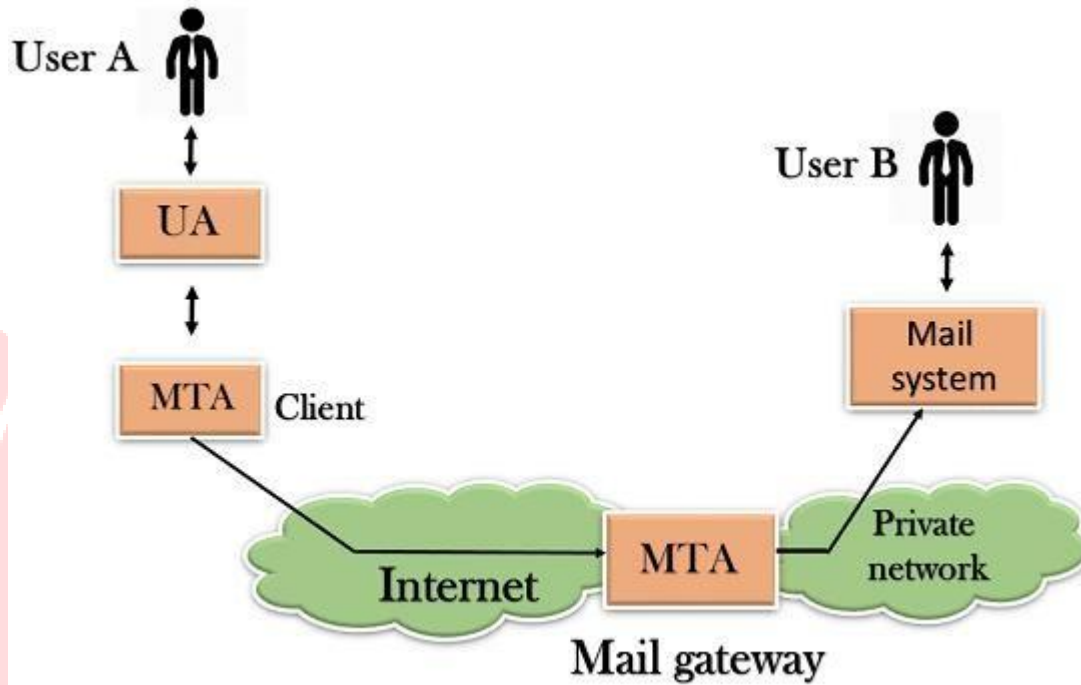 User A
UA
MTA
Client
User B
Mail
system
Internet
MTA
Private
network
Mail gateway